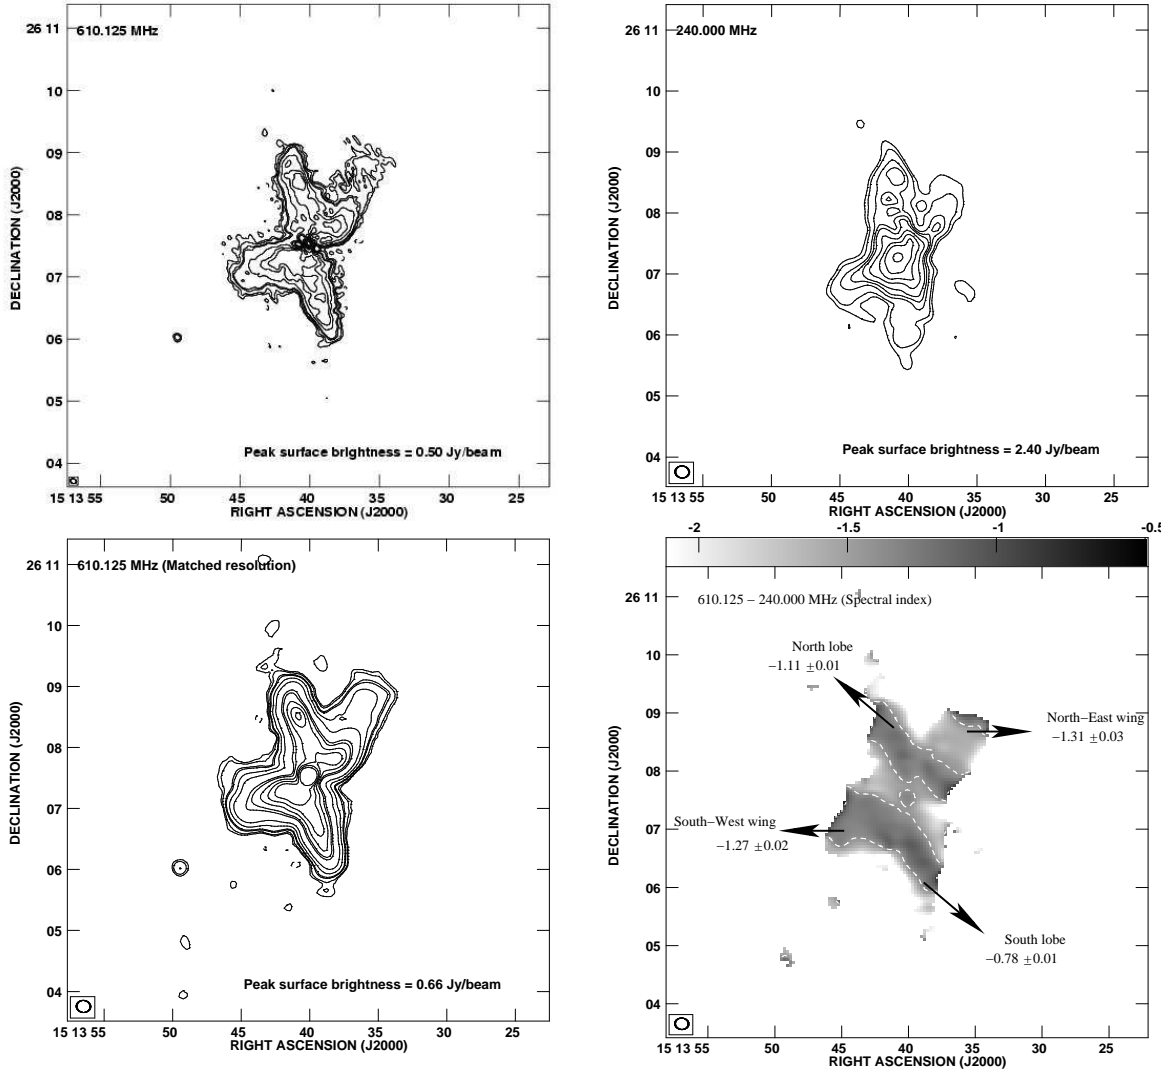 26 11
610.125 MHz
10
09
08
07
06
05
04
DECLINATION (J2000)
Peak surface brightness = 0.50 Jy/beam
15 13 55
50
45
40
35
30
25
RIGHT ASCENSION (J2000)
26 11
240.000 MHz
10
09
08
07
06
05
04
DECLINATION (J2000)
Peak surface brightness = 2.40 Jy/beam
15 13 55
50
45
40
35
30
25
RIGHT ASCENSION (J2000)
26 11
610.125 MHz (Matched resolution)
10
09
08
07
06
05
04
DECLINATION (J2000)
Peak surface brightness = 0.66 Jy/beam
15 13 55
50
45
40
35
30
25
RIGHT ASCENSION (J2000)
-2
-1.5
-1
-0.5
26 11
610.125 – 240.000 MHz (Spectral index)
10
09
08
07
06
05
04
DECLINATION (J2000)
North lobe
−1.11 ±0.01
North−East wing
−1.31 ±0.03
South−West wing
−1.27 ±0.02
South lobe
−0.78 ±0.01
15 13 55
50
45
40
35
30
25
RIGHT ASCENSION (J2000)